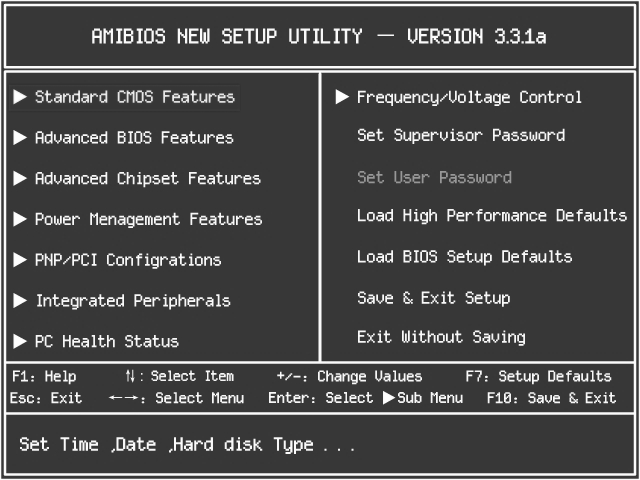 AMIBIOS NEW SETUP UTILITY — VERSION 3.3.1a
▶ Standard CMOS Features
▶ Advanced BIOS Features
▶ Advanced Chipset Features
▶ Power Menagement Features
▶ PNP/PCI Configrations
▶ Integrated Peripherals
▶ PC Health Status
▶ Frequency/Voltage Control
Set Supervisor Password
Set User Password
Load High Performance Defaults
Load BIOS Setup Defaults
Save & Exit Setup
Exit Without Saving
F1: Help ↑↓: Select Item +/-: Change Values F7: Setup Defaults
Esc: Exit ←→: Select Menu Enter: Select ▶Sub Menu F10: Save & Exit
Set Time ,Date ,Hard disk Type ...